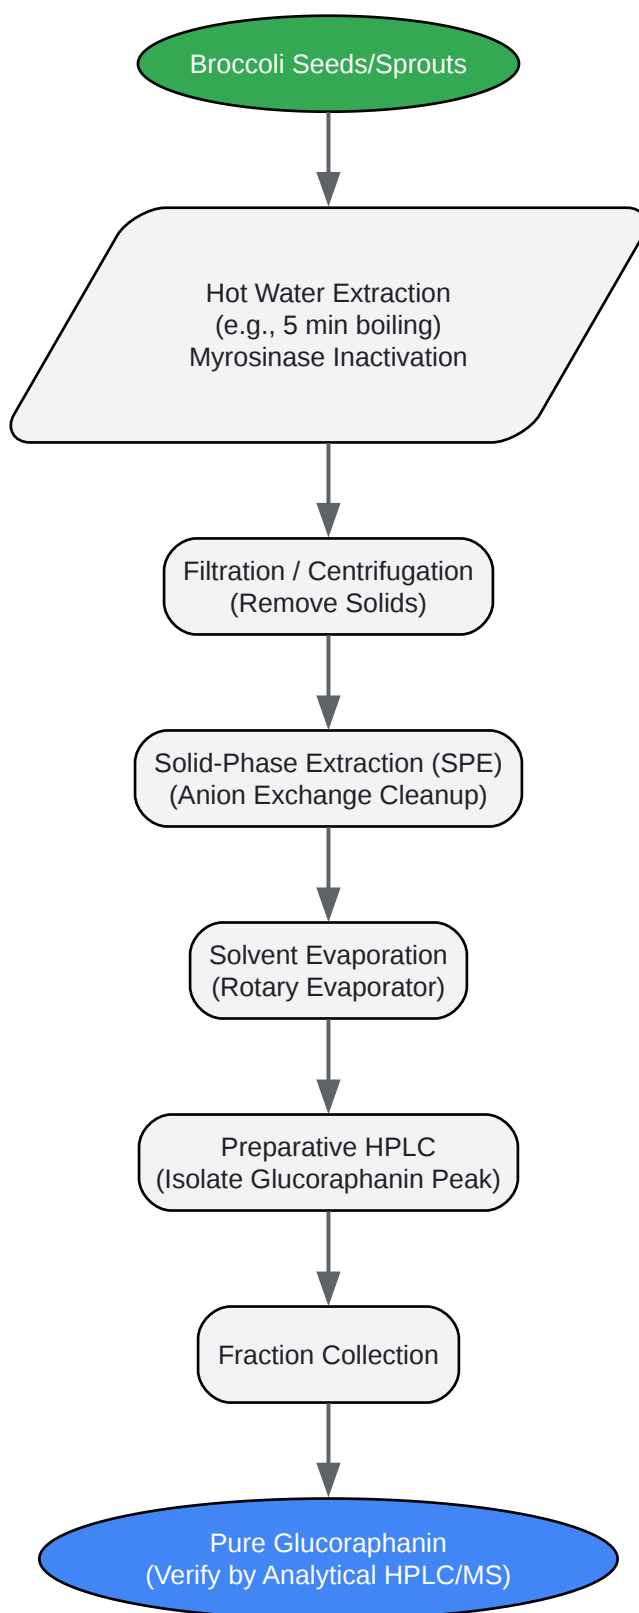 Broccoli Seeds/Sprouts
Hot Water Extraction
(e.g., 5 min boiling)
Myrosinase Inactivation
Filtration / Centrifugation
(Remove Solids)
Solid-Phase Extraction (SPE)
(Anion Exchange Cleanup)
Solvent Evaporation
(Rotary Evaporator)
Preparative HPLC
(Isolate Glucoraphanin Peak)
Fraction Collection
Pure Glucoraphanin
(Verify by Analytical HPLC/MS)